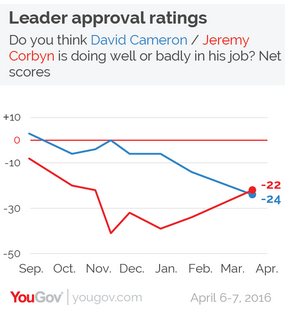 Leader approval ratings
Do you think David Cameron / Jeremy
Corbyn is doing well or badly in his job? Net
scores
+10
0
-10
-30
-50
-22
-24
Sep. Oct. Nov. Dec. Jan. Feb. Mar. Apr.
YouGov | yougov.com April 6-7, 2016